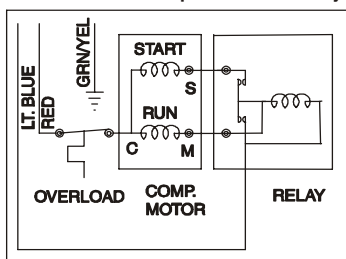 START
GRN/YEL
LT. BLUE
RED
S
RUN
C
M
OVERLOAD
COMP.
MOTOR
RELAY